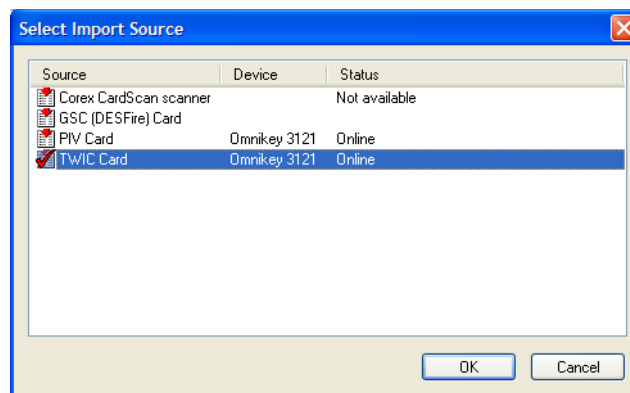 Select Import Source
Source Device Status
Corex CardScan scanner Not available
GSC (DESFire) Card
PIV Card Omnikey 3121 Online
TWIC Card Omnikey 3121 Online
OK Cancel